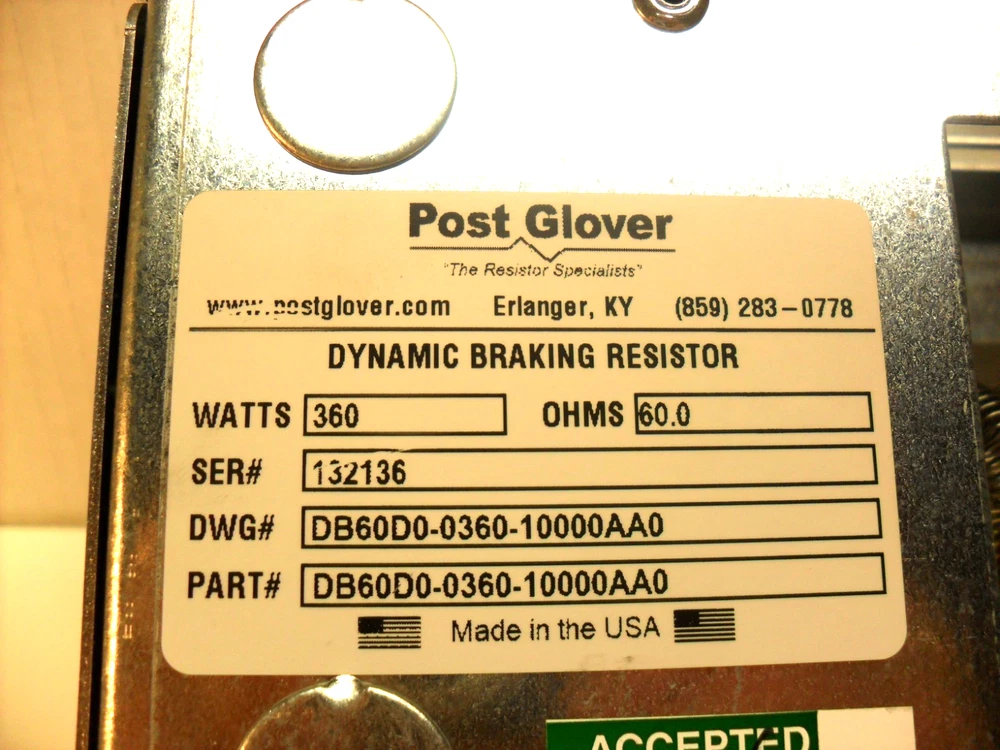 Post Glover
"The Resistor Specialists"
www.postglover.com Erlanger, KY (859) 283-0778
DYNAMIC BRAKING RESISTOR
WATTS 360 OHMS 60.0
SER# 132136
DWG# DB60D0-0360-10000AA0
PART# DB60D0-0360-10000AA0
Made in the USA
ACCEPTED